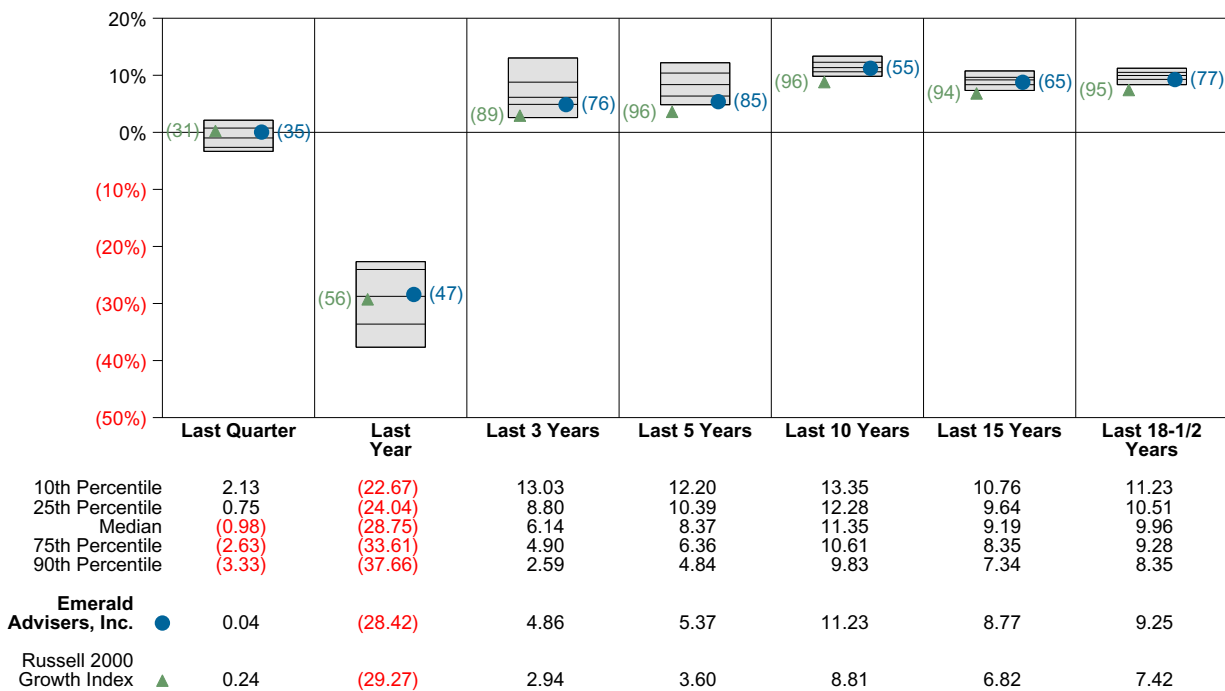 20%
10%
0%
(10%)
(20%)
(30%)
(40%)
(50%)
(31) (35)
(56) (47)
(89) (76)
(96) (85)
(96) (55)
(94) (65)
(95) (77)
Last Quarter Last Year Last 3 Years Last 5 Years Last 10 Years Last 15 Years Last 18-1/2 Years
10th Percentile 2.13 (22.67) 13.03 12.20 13.35 10.76 11.23
25th Percentile 0.75 (24.04) 8.80 10.39 12.28 9.64 10.51
Median (0.98) (28.75) 6.14 8.37 11.35 9.19 9.96
75th Percentile (2.63) (33.61) 4.90 6.36 10.61 8.35 9.28
90th Percentile (3.33) (37.66) 2.59 4.84 9.83 7.34 8.35
Emerald
Advisers, Inc. 0.04 (28.42) 4.86 5.37 11.23 8.77 9.25
Russell 2000
Growth Index 0.24 (29.27) 2.94 3.60 8.81 6.82 7.42